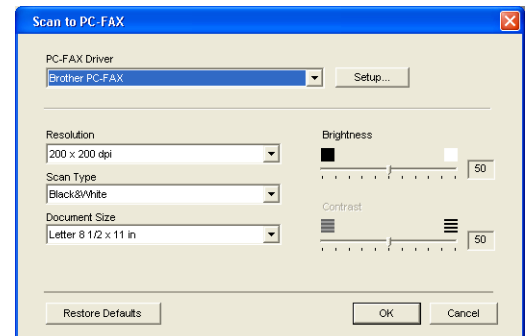 Scan to PC-FAX
PC-FAX Driver
Brother PC-FAX
Setup...
Resolution
200 x 200 dpi
Scan Type
Black&White
Document Size
Letter 8 1/2 x 11 in
Brightness
50
Contrast
50
Restore Defaults
OK
Cancel